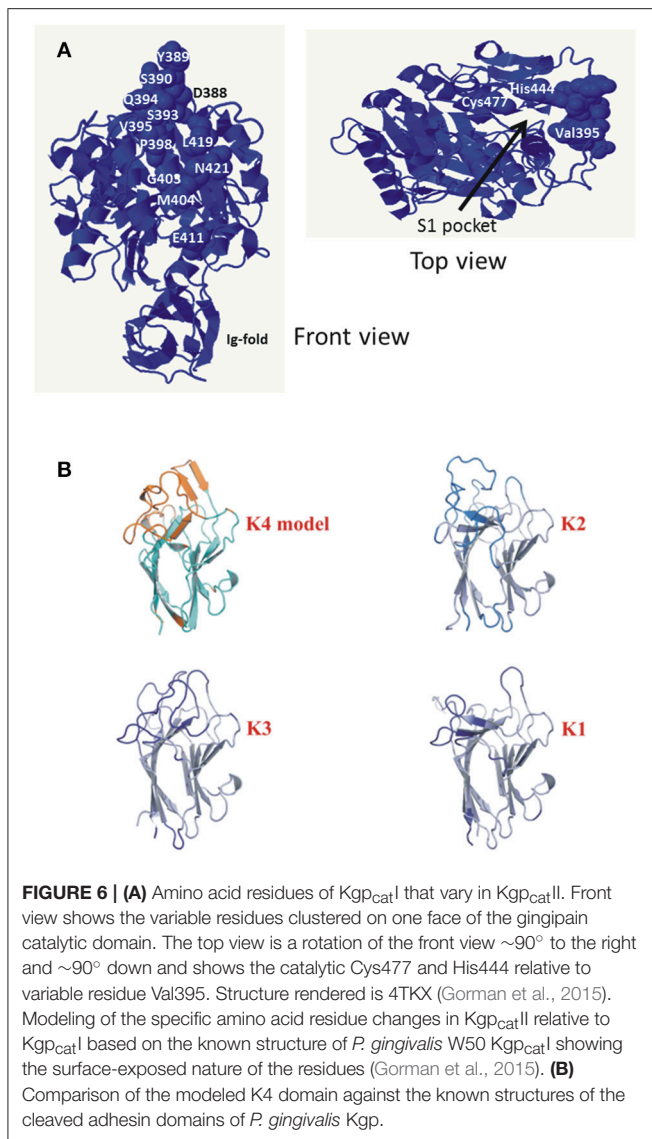 A
Y389
S390
Q394
D388
S393
V395
P398
L419
G403
N421
M404
E411
Ig-fold
Front view
Cys477
His444
Val395
S1 pocket
Top view
B
K4 model
K2
K3
K1
FIGURE 6 | (A) Amino acid residues of KgpcatI that vary in KgpcatII. Front
view shows the variable residues clustered on one face of the gingipain
catalytic domain. The top view is a rotation of the front view ~90° to the right
and ~90° down and shows the catalytic Cys477 and His444 relative to
variable residue Val395. Structure rendered is 4TKX (Gorman et al., 2015).
Modeling of the specific amino acid residue changes in KgpcatII relative to
KgpcatI based on the known structure of P. gingivalis W50 KgpcatI showing
the surface-exposed nature of the residues (Gorman et al., 2015). (B)
Comparison of the modeled K4 domain against the known structures of the
cleaved adhesin domains of P. gingivalis Kgp.